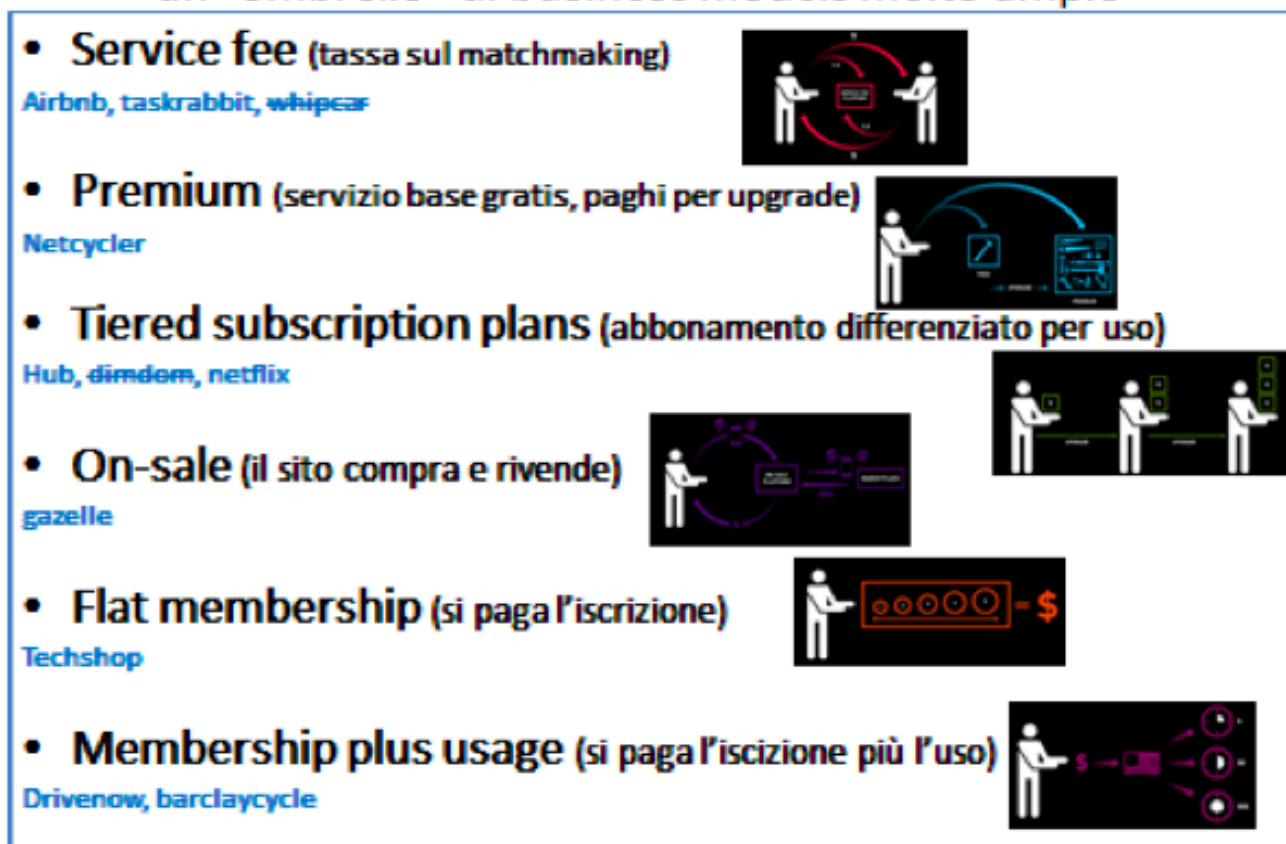 • Service fee (tassa sul matchmaking)
Airbnb, taskrabbit, whipcar
• Premium (servizio base gratis, paghi per upgrade)
Netcycler
• Tiered subscription plans (abbonamento differenziato per uso)
Hub, dimdom, netflix
• On-sale (il sito compra e rivende)
gazelle
• Flat membership (si paga l'iscrizione)
= $
Techshop
• Membership plus usage (si paga l'iscizione più l'uso)
$
Drivenow, barclaycycle